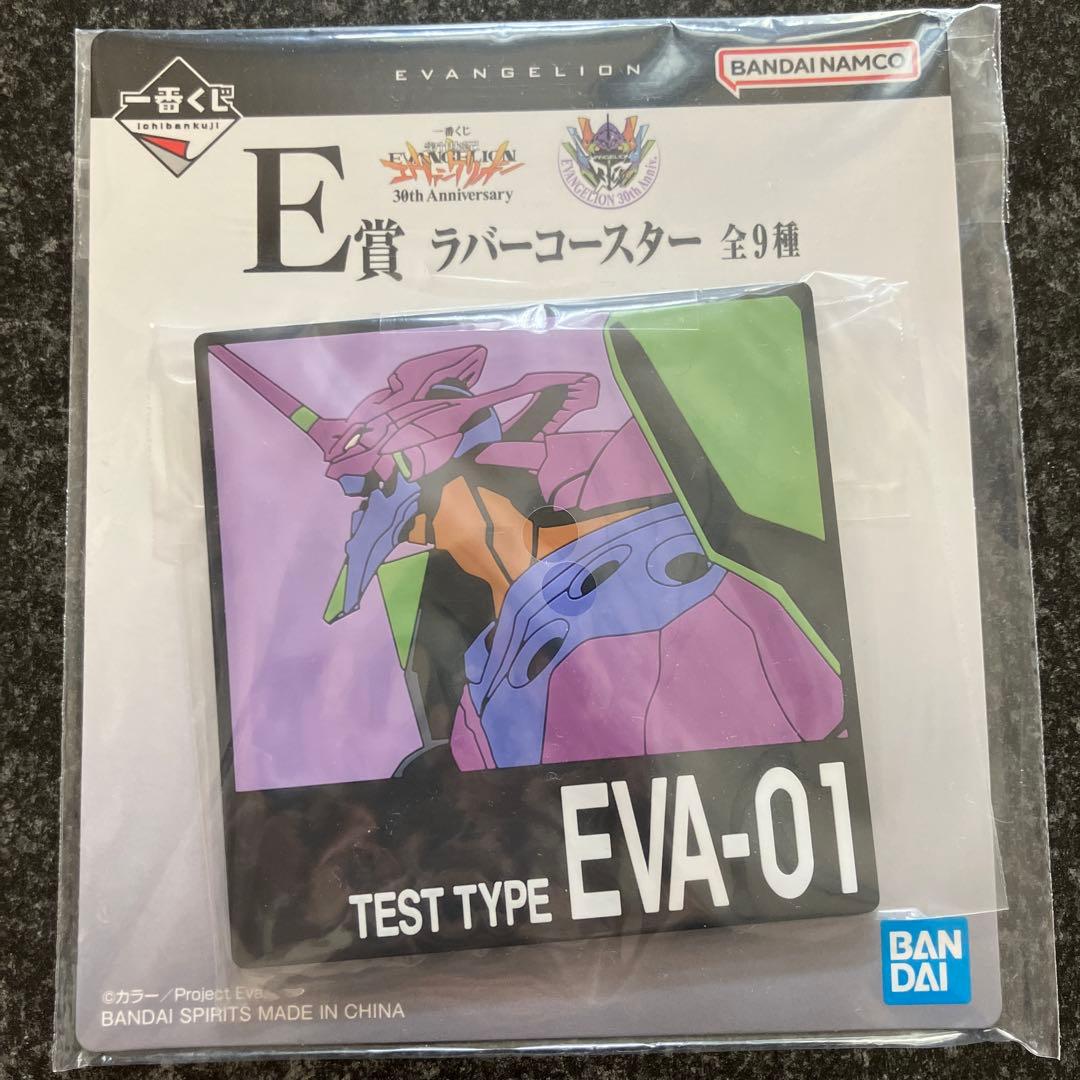 EVANGELION
BANDAI NAMCO
一番くじ
ichibankuji
一番くじ
EVANGELION
エヴァンゲリオン
30th Anniversary
EVANGELION
EVANGELION 30th Anniv.
E賞 ラバーコースター 全9種
TEST TYPE EVA-01
BAN
DAI
©カラー／Project Eva.
BANDAI SPIRITS MADE IN CHINA